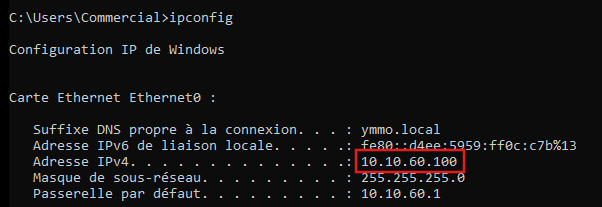 C:\Users\Commercial>ipconfig
Configuration IP de Windows
Carte Ethernet Ethernet0 :
Suffixe DNS propre à la connexion. . . : ymmo.local
Adresse IPv6 de liaison locale. . . . .: fe80::d4ee:5959:ff0c:c7b%13
Adresse IPv4. . . . . . . . . . . . . .: 10.10.60.100
Masque de sous-réseau. . . . . . . . . : 255.255.255.0
Passerelle par défaut. . . . . . . . . : 10.10.60.1